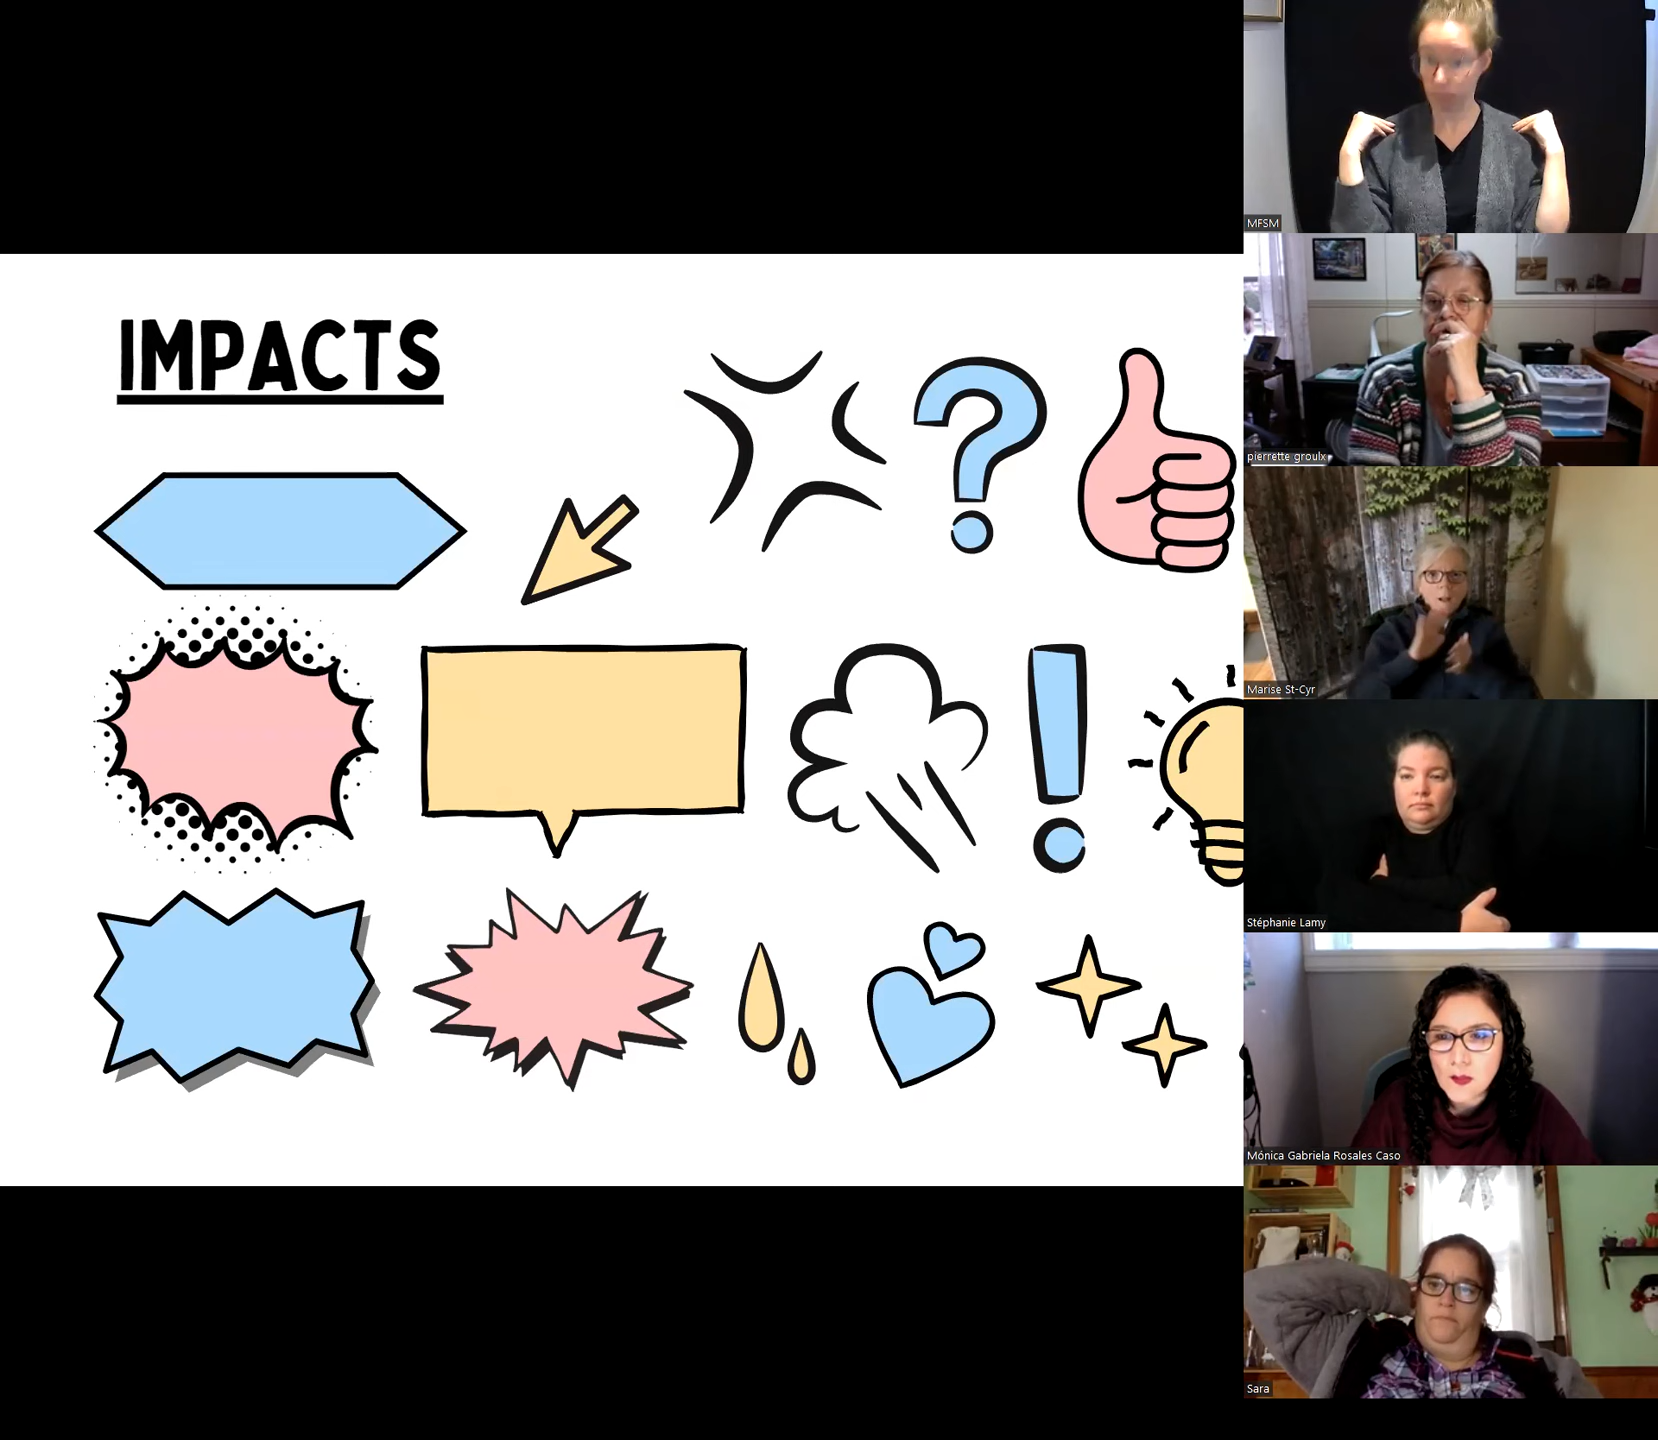 IMPACTS
MFSM
pierrette groulx
Marise St-Cyr
Stéphanie Lamy
Mónica Gabriela Rosales Caso
Sara